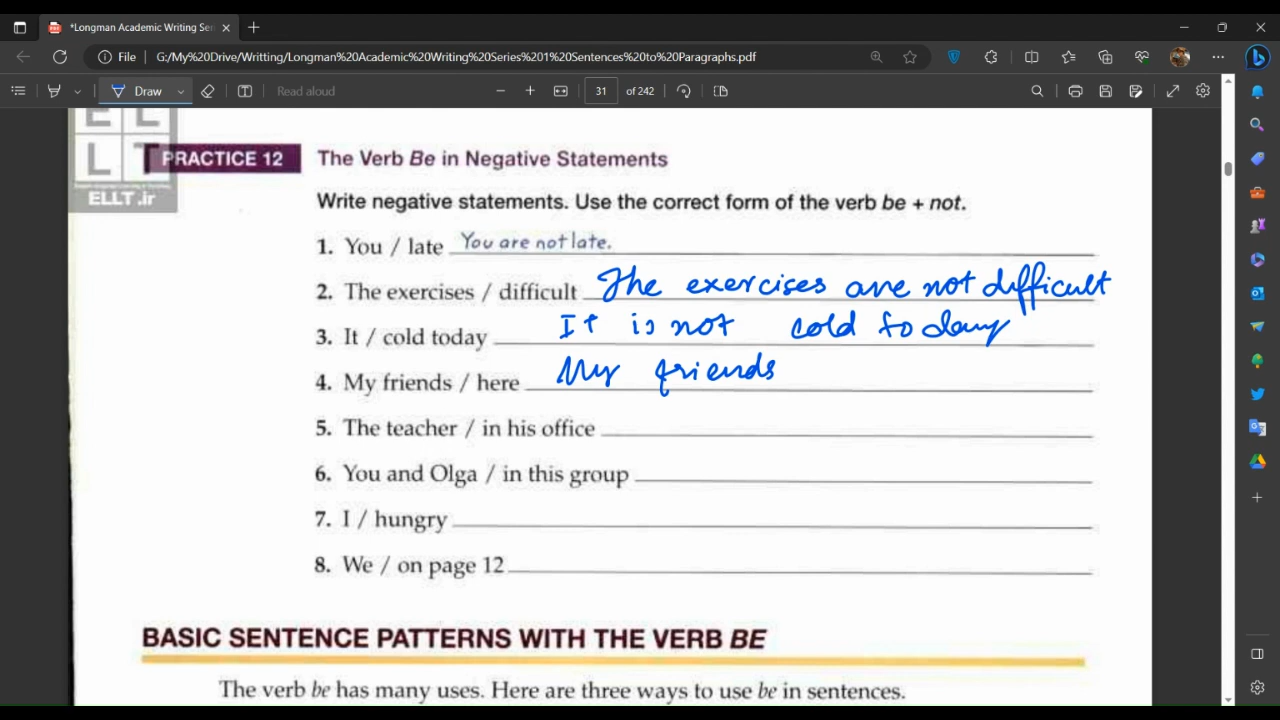 *Longman Academic Writing Ser
File G:/My%20Drive/Writting/Longman%20Academic%20Writing%20Series%201%20Sentences%20to%20Paragraphs.pdf
Draw Read aloud 31 of 242
E L
L T
ELLT.ir
PRACTICE 12 The Verb Be in Negative Statements
Write negative statements. Use the correct form of the verb be + not.
1. You / late You are not late.
2. The exercises / difficult The exercises are not difficult
3. It / cold today It is not cold today
4. My friends / here My friends
5. The teacher / in his office
6. You and Olga / in this group
7. I / hungry
8. We / on page 12
BASIC SENTENCE PATTERNS WITH THE VERB BE
The verb be has many uses. Here are three ways to use be in sentences.